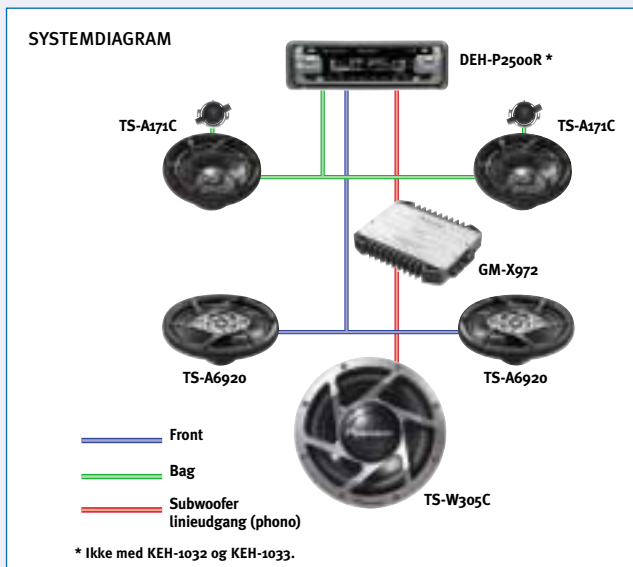 SYSTEMDIAGRAM
DEH-P2500R *
TS-A171C
TS-A171C
GM-X972
TS-A6920
TS-A6920
TS-W305C
Front
Bag
Subwoofer
linieudgang (phono)
* Ikke med KEH-1032 og KEH-1033.